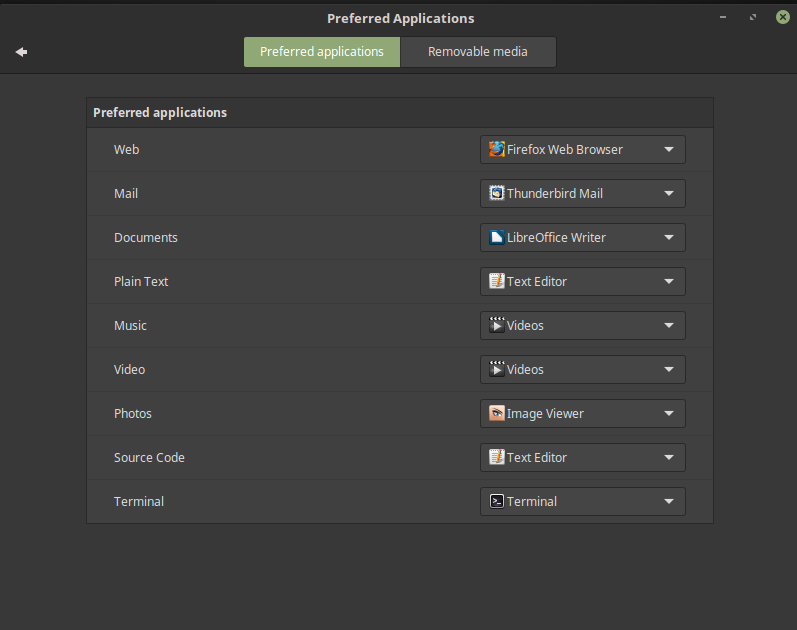 Preferred Applications
Preferred applications
Removable media
Preferred applications
Web
Firefox Web Browser
Mail
Thunderbird Mail
Documents
LibreOffice Writer
Plain Text
Text Editor
Music
Videos
Video
Videos
Photos
Image Viewer
Source Code
Text Editor
Terminal
Terminal